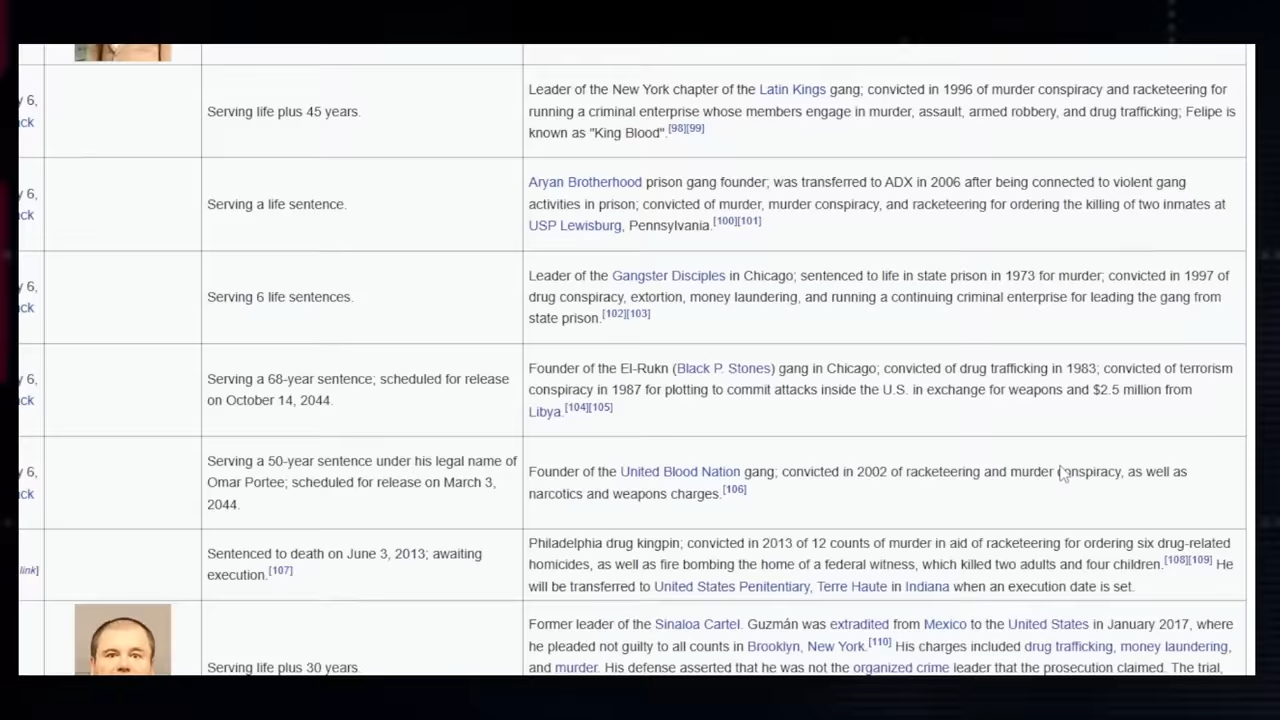 y 6,
ck
Serving life plus 45 years.
Leader of the New York chapter of the Latin Kings gang; convicted in 1996 of murder conspiracy and racketeering for
running a criminal enterprise whose members engage in murder, assault, armed robbery, and drug trafficking; Felipe is
known as "King Blood".[98][99]
y 6,
ck
Serving a life sentence.
Aryan Brotherhood prison gang founder; was transferred to ADX in 2006 after being connected to violent gang
activities in prison; convicted of murder, murder conspiracy, and racketeering for ordering the killing of two inmates at
USP Lewisburg, Pennsylvania.[100][101]
y 6,
ck
Serving 6 life sentences.
Leader of the Gangster Disciples in Chicago; sentenced to life in state prison in 1973 for murder; convicted in 1997 of
drug conspiracy, extortion, money laundering, and running a continuing criminal enterprise for leading the gang from
state prison.[102][103]
y 6,
ck
Serving a 68-year sentence; scheduled for release
on October 14, 2044.
Founder of the El-Rukn (Black P. Stones) gang in Chicago; convicted of drug trafficking in 1983; convicted of terrorism
conspiracy in 1987 for plotting to commit attacks inside the U.S. in exchange for weapons and $2.5 million from
Libya.[104][105]
y 6,
ck
Serving a 50-year sentence under his legal name of
Omar Portee; scheduled for release on March 3,
2044.
Founder of the United Blood Nation gang; convicted in 2002 of racketeering and murder conspiracy, as well as
narcotics and weapons charges.[106]
link]
Sentenced to death on June 3, 2013; awaiting
execution.[107]
Philadelphia drug kingpin; convicted in 2013 of 12 counts of murder in aid of racketeering for ordering six drug-related
homicides, as well as fire bombing the home of a federal witness, which killed two adults and four children.[108][109] He
will be transferred to United States Penitentiary, Terre Haute in Indiana when an execution date is set.
Serving life plus 30 years.
Former leader of the Sinaloa Cartel. Guzmán was extradited from Mexico to the United States in January 2017, where
he pleaded not guilty to all counts in Brooklyn, New York.[110] His charges included drug trafficking, money laundering,
and murder. His defense asserted that he was not the organized crime leader that the prosecution claimed. The trial,